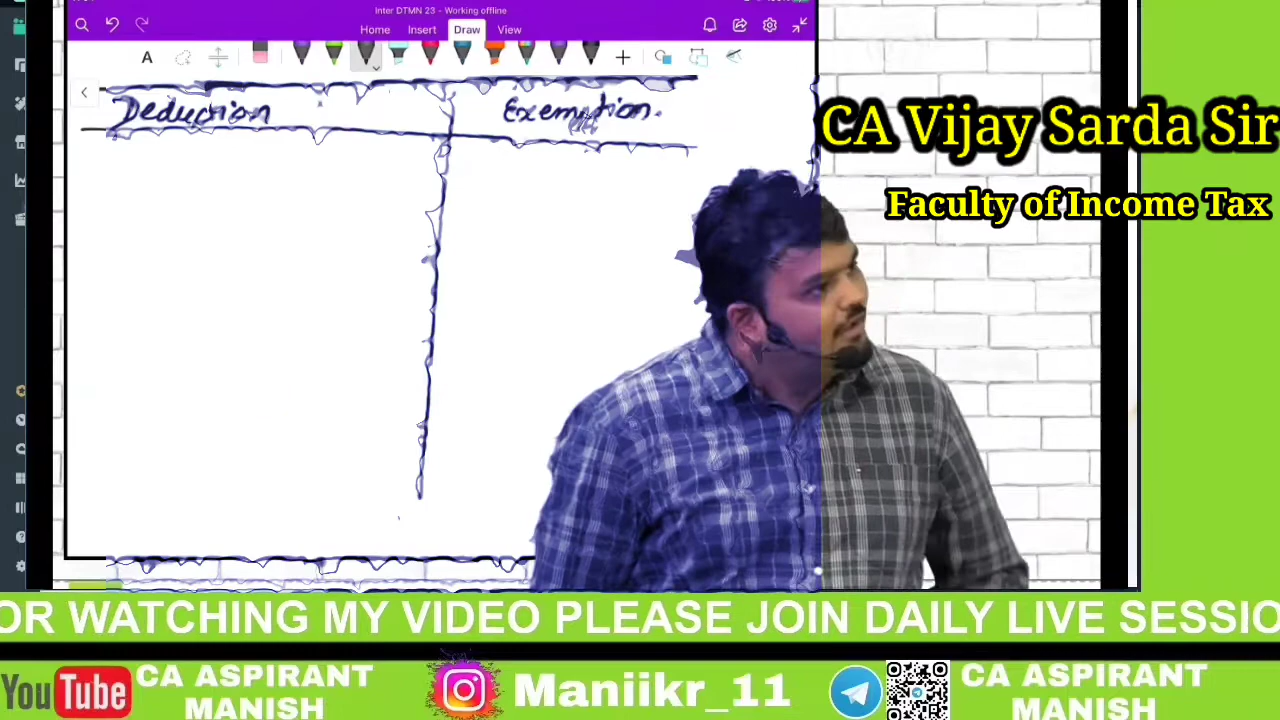 Inter DTMN 23 - Working offline
Home Insert Draw View
A
Deduction Exemption.
CA Vijay Sarda Sir
Faculty of Income Tax
OR WATCHING MY VIDEO PLEASE JOIN DAILY LIVE SESSIO
YouTube CA ASPIRANT MANISH
Maniikr_11
CA ASPIRANT MANISH